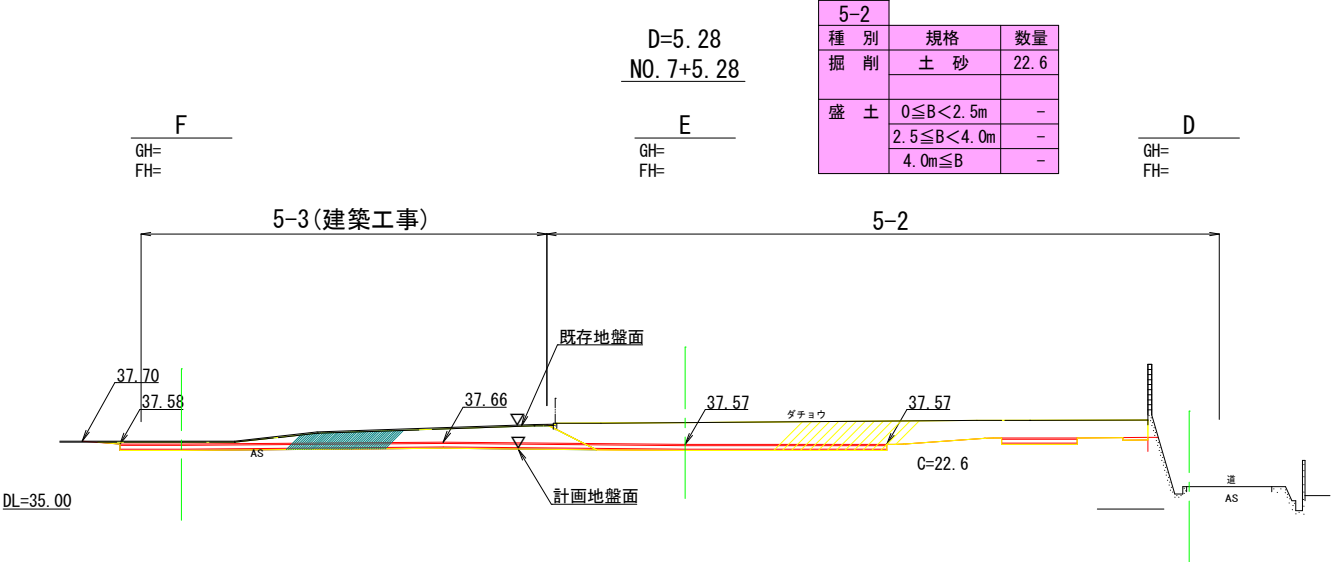 D=5.28
NO.7+5.28
5-2
種 別 規格 数量
掘 削 土 砂 22.6
盛 土 0≦B<2.5m -
2.5≦B<4.0m -
4.0m≦B -
F
GH=
FH=
E
GH=
FH=
D
GH=
FH=
5-3(建築工事)
5-2
既存地盤面
37.70
37.58
37.66
37.57
ダチョウ
37.57
AS
C=22.6
計画地盤面
DL=35.00
道
AS